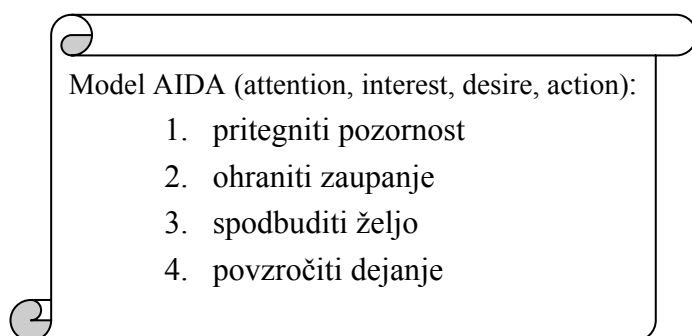 Model AIDA (attention, interest, desire, action):
1. pritegniti pozornost
2. ohraniti zaupanje
3. spodbuditi željo
4. povzročiti dejanje